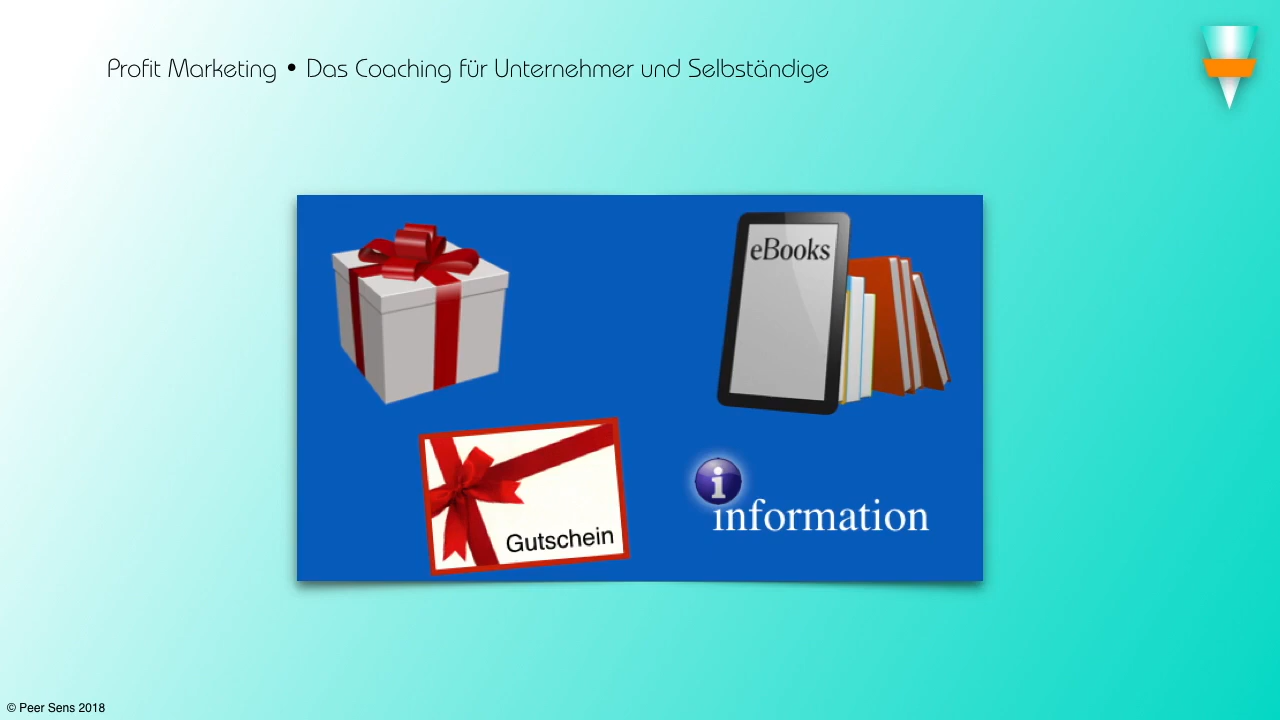 Profit Marketing • Das Coaching für Unternehmer und Selbständige
eBooks
Gutschein
i
information
© Peer Sens 2018